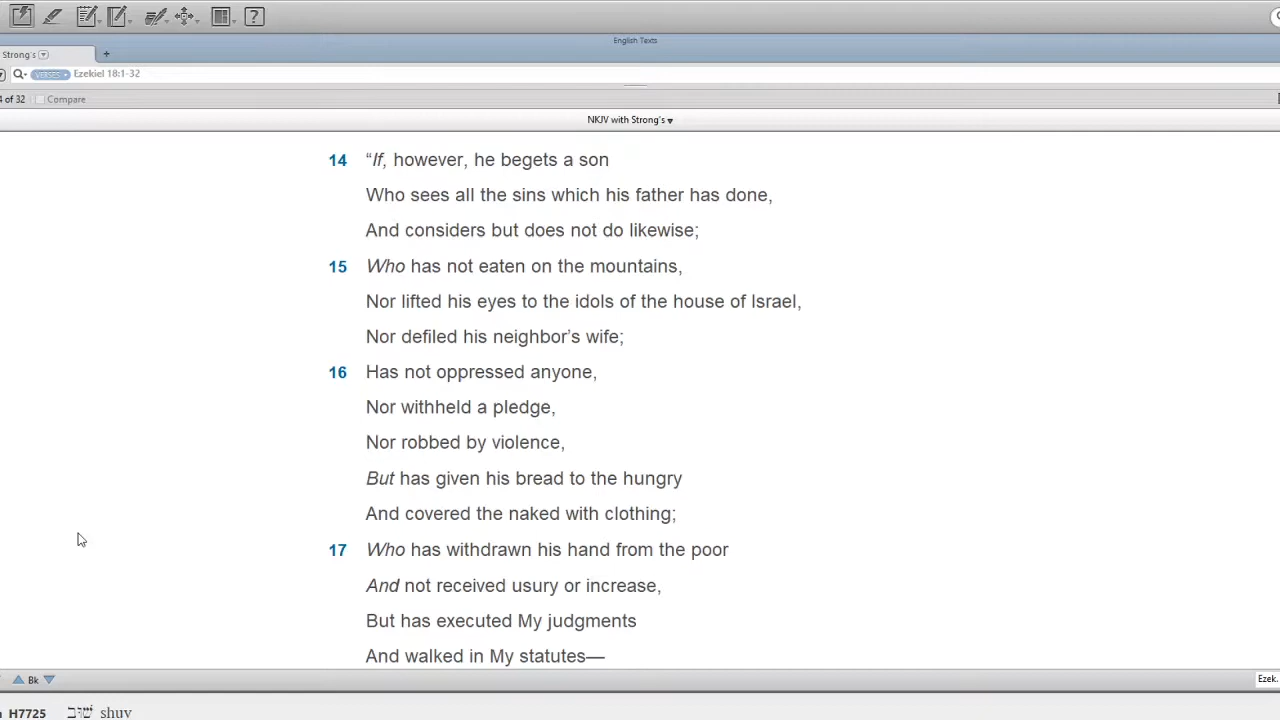 English Texts
Strong's
+
VERSES Ezekiel 18:1-32
4 of 32 Compare
NKJV with Strong's
14 “If, however, he begets a son
Who sees all the sins which his father has done,
And considers but does not do likewise;
15 Who has not eaten on the mountains,
Nor lifted his eyes to the idols of the house of Israel,
Nor defiled his neighbor’s wife;
16 Has not oppressed anyone,
Nor withheld a pledge,
Nor robbed by violence,
But has given his bread to the hungry
And covered the naked with clothing;
17 Who has withdrawn his hand from the poor
And not received usury or increase,
But has executed My judgments
And walked in My statutes—
Bk
Ezek.
H7725 שׁוּב shuv